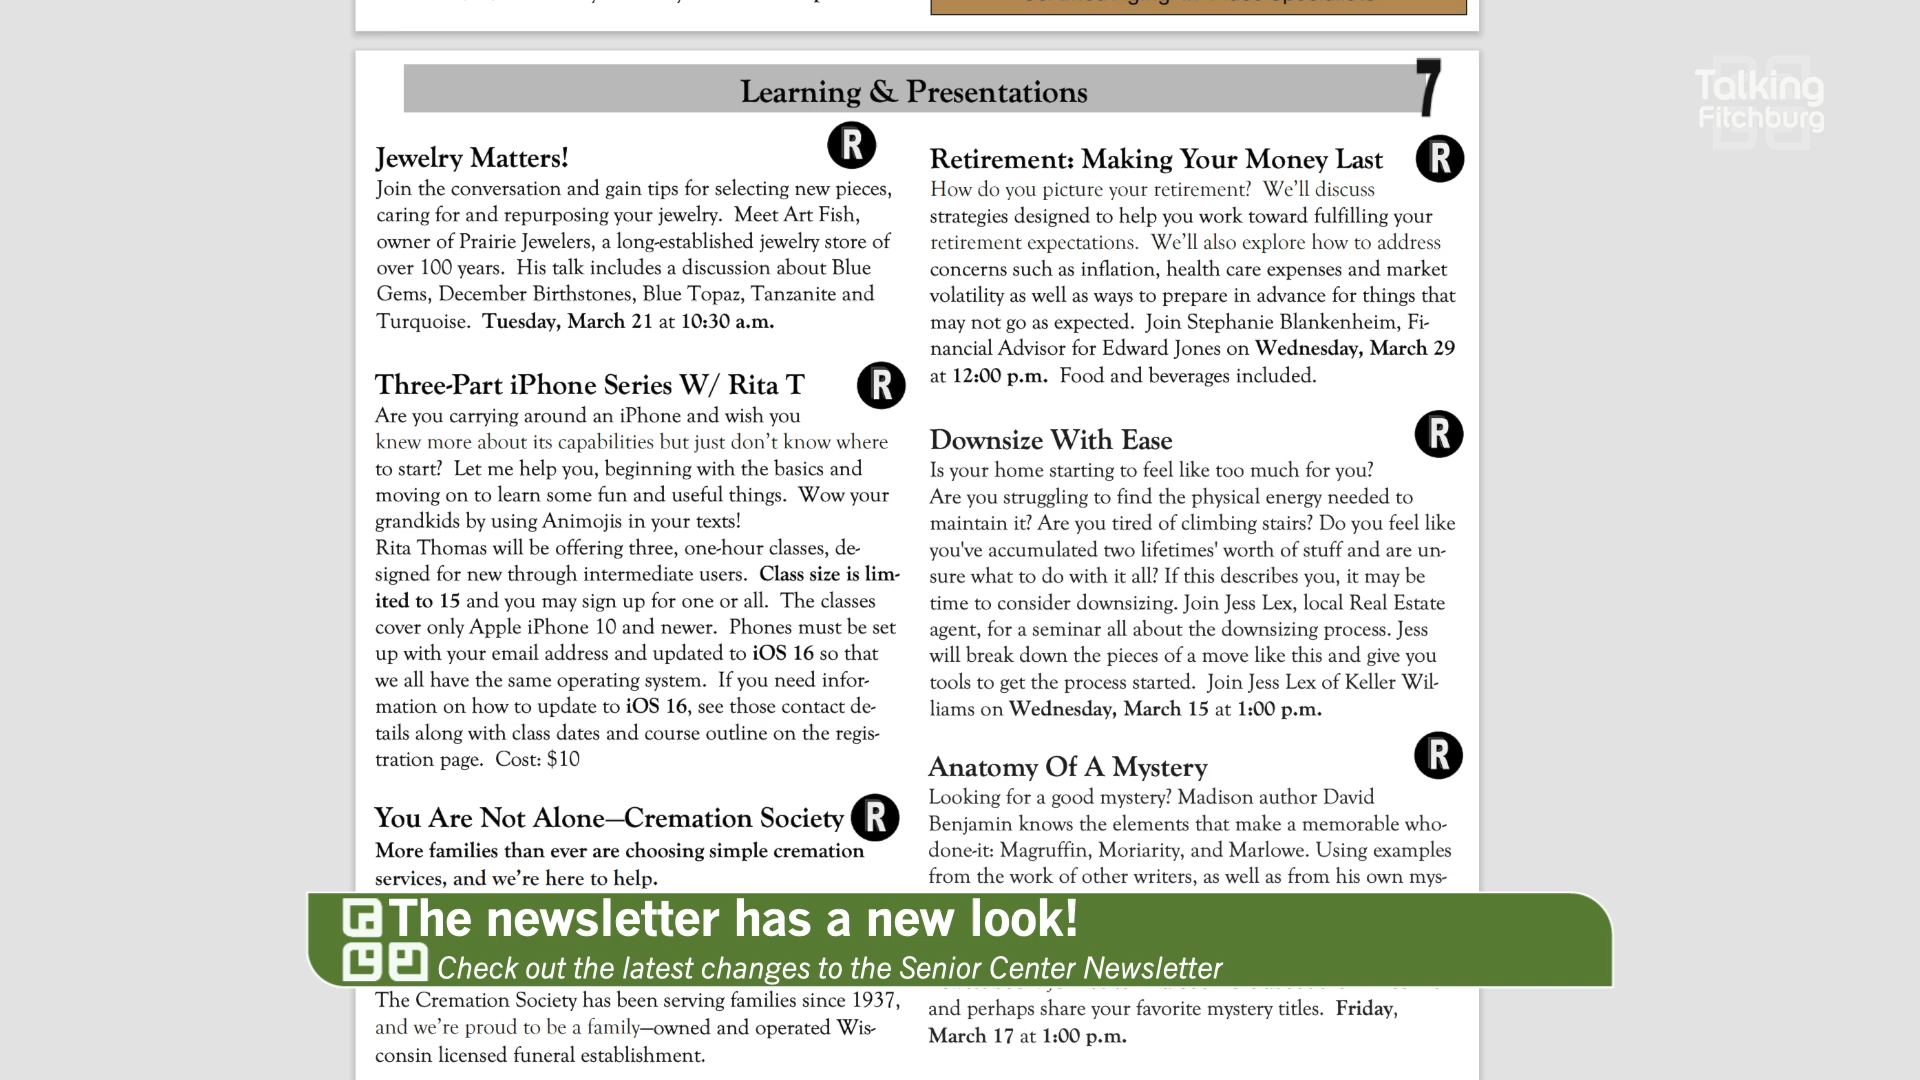 Learning & Presentations
7
Talking
Fitchburg
Jewelry Matters!
R
Join the conversation and gain tips for selecting new pieces,
caring for and repurposing your jewelry. Meet Art Fish,
owner of Prairie Jewelers, a long-established jewelry store of
over 100 years. His talk includes a discussion about Blue
Gems, December Birthstones, Blue Topaz, Tanzanite and
Turquoise. Tuesday, March 21 at 10:30 a.m.
Three-Part iPhone Series W/ Rita T
R
Are you carrying around an iPhone and wish you
knew more about its capabilities but just don't know where
to start? Let me help you, beginning with the basics and
moving on to learn some fun and useful things. Wow your
grandkids by using Animojis in your texts!
Rita Thomas will be offering three, one-hour classes, de-
signed for new through intermediate users. Class size is lim-
ited to 15 and you may sign up for one or all. The classes
cover only Apple iPhone 10 and newer. Phones must be set
up with your email address and updated to iOS 16 so that
we all have the same operating system. If you need infor-
mation on how to update to iOS 16, see those contact de-
tails along with class dates and course outline on the regis-
tration page. Cost: $10
You Are Not Alone—Cremation Society
R
More families than ever are choosing simple cremation
services, and we're here to help.
The Cremation Society has been serving families since 1937,
and we're proud to be a family—owned and operated Wis-
consin licensed funeral establishment.
Retirement: Making Your Money Last
R
How do you picture your retirement? We'll discuss
strategies designed to help you work toward fulfilling your
retirement expectations. We'll also explore how to address
concerns such as inflation, health care expenses and market
volatility as well as ways to prepare in advance for things that
may not go as expected. Join Stephanie Blankenheim, Fi-
nancial Advisor for Edward Jones on Wednesday, March 29
at 12:00 p.m. Food and beverages included.
Downsize With Ease
R
Is your home starting to feel like too much for you?
Are you struggling to find the physical energy needed to
maintain it? Are you tired of climbing stairs? Do you feel like
you've accumulated two lifetimes' worth of stuff and are un-
sure what to do with it all? If this describes you, it may be
time to consider downsizing. Join Jess Lex, local Real Estate
agent, for a seminar all about the downsizing process. Jess
will break down the pieces of a move like this and give you
tools to get the process started. Join Jess Lex of Keller Wil-
liams on Wednesday, March 15 at 1:00 p.m.
Anatomy Of A Mystery
R
Looking for a good mystery? Madison author David
Benjamin knows the elements that make a memorable who-
done-it: Magruffin, Moriarity, and Marlowe. Using examples
from the work of other writers, as well as from his own mys-
and perhaps share your favorite mystery titles. Friday,
March 17 at 1:00 p.m.
The newsletter has a new look!
Check out the latest changes to the Senior Center Newsletter